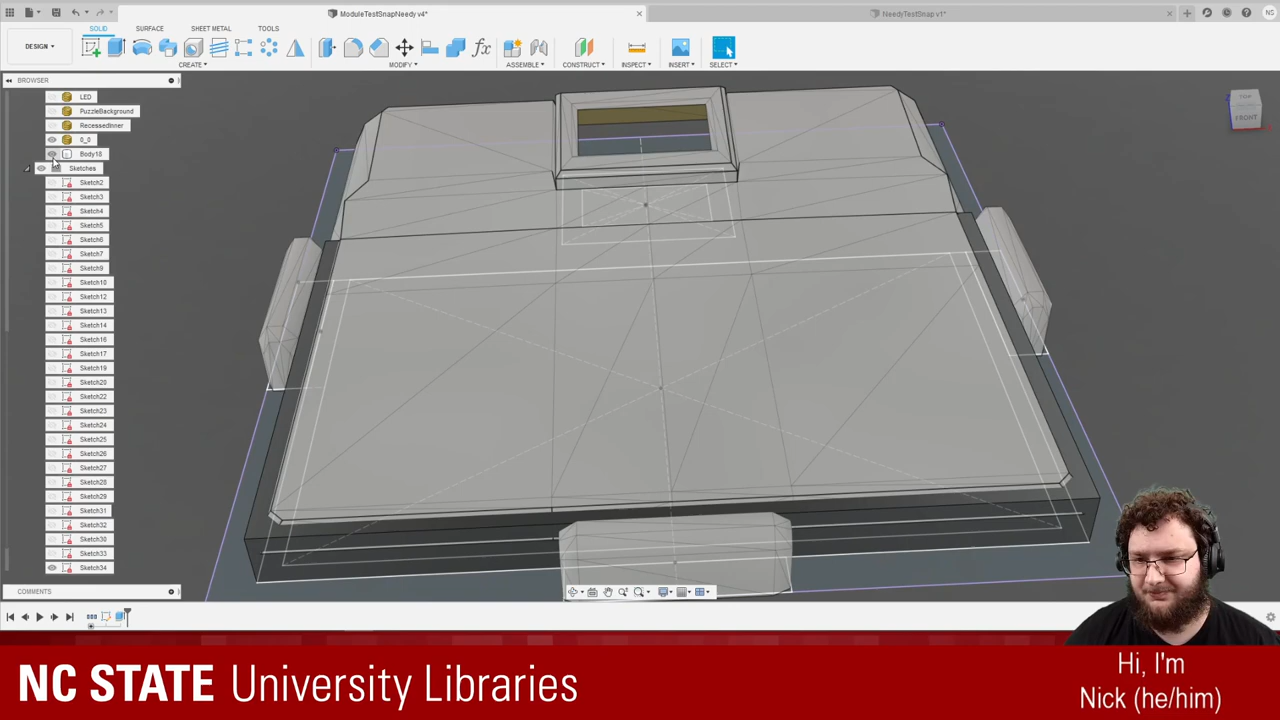 ModuleTestSnapNeedy v4*
NeedyTestSnap v1*
NS
SOLID
SURFACE
SHEET METAL
TOOLS
DESIGN
CREATE
MODIFY
ASSEMBLE
CONSTRUCT
INSPECT
INSERT
SELECT
BROWSER
LED
PuzzleBackground
RecessedInner
0_0
Body18
Sketches
Sketch2
Sketch3
Sketch4
Sketch5
Sketch6
Sketch7
Sketch9
Sketch10
Sketch12
Sketch13
Sketch14
Sketch16
Sketch17
Sketch19
Sketch20
Sketch22
Sketch23
Sketch24
Sketch25
Sketch26
Sketch27
Sketch28
Sketch29
Sketch31
Sketch32
Sketch30
Sketch33
Sketch34
TOP
FRONT
COMMENTS
NC STATE University Libraries
Hi, I'm
Nick (he/him)